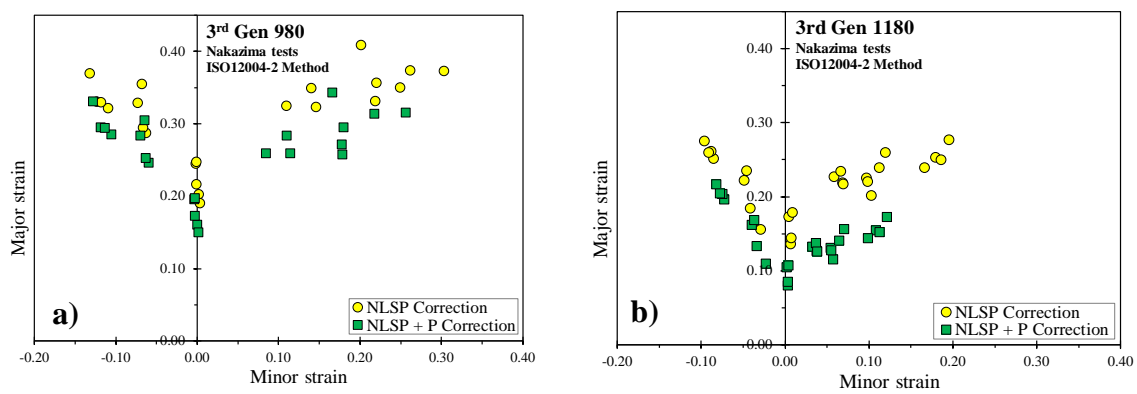 3rd Gen 980
Nakazima tests
ISO12004-2 Method
0.40
0.30
0.20
0.10
0.00
-0.20 -0.10 0.00 0.10 0.20 0.30 0.40
Major strain
Minor strain
NLSP Correction
NLSP + P Correction
a)
3rd Gen 1180
Nakazima tests
ISO12004-2 Method
0.40
0.30
0.20
0.10
0.00
-0.20 -0.10 0.00 0.10 0.20 0.30 0.40
Major strain
Minor strain
NLSP Correction
NLSP + P Correction
b)